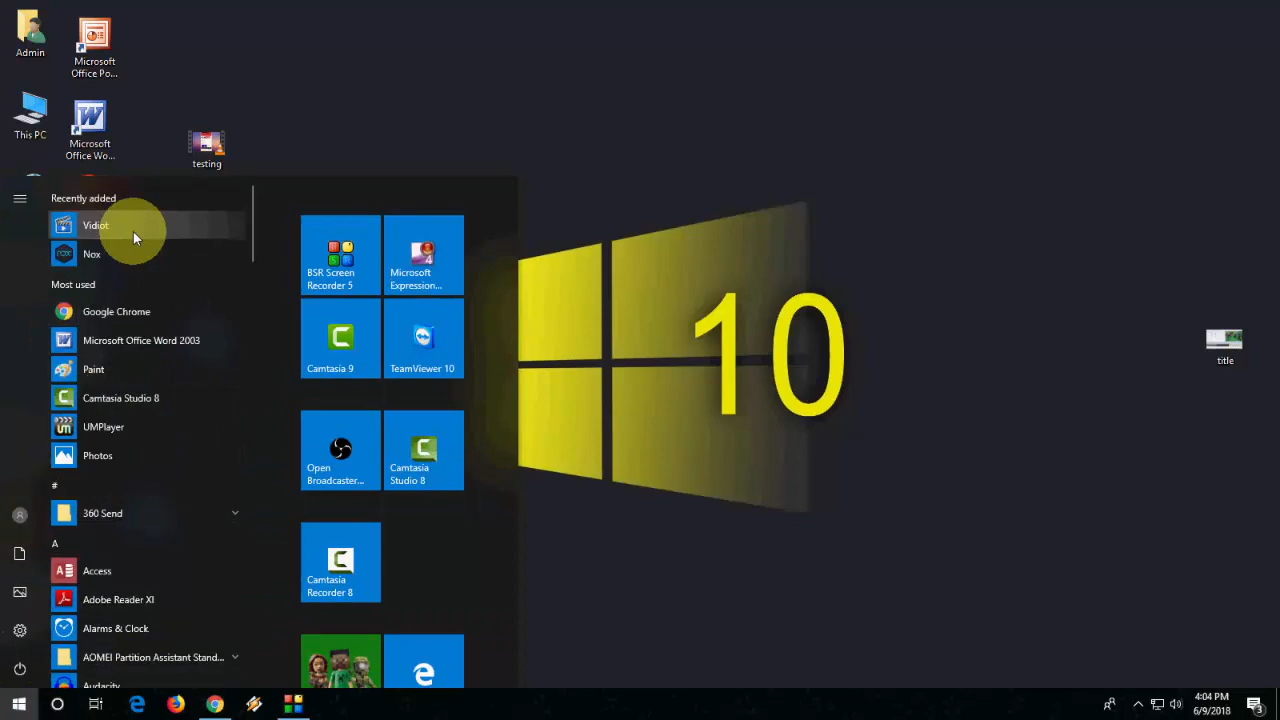 Admin
Microsoft
Office Po...
This PC
Microsoft
Office Wo...
testing
Recently added
Vidiot
Nox
Most used
Google Chrome
Microsoft Office Word 2003
Paint
Camtasia Studio 8
UMPlayer
Photos
#
360 Send
A
Access
Adobe Reader XI
Alarms & Clock
AOMEI Partition Assistant Stand...
Audacity
BSR Screen
Recorder 5
Microsoft
Expression...
Camtasia 9
TeamViewer 10
Open
Broadcaster...
Camtasia
Studio 8
Camtasia
Recorder 8
10
title
4:04 PM
6/9/2018
3